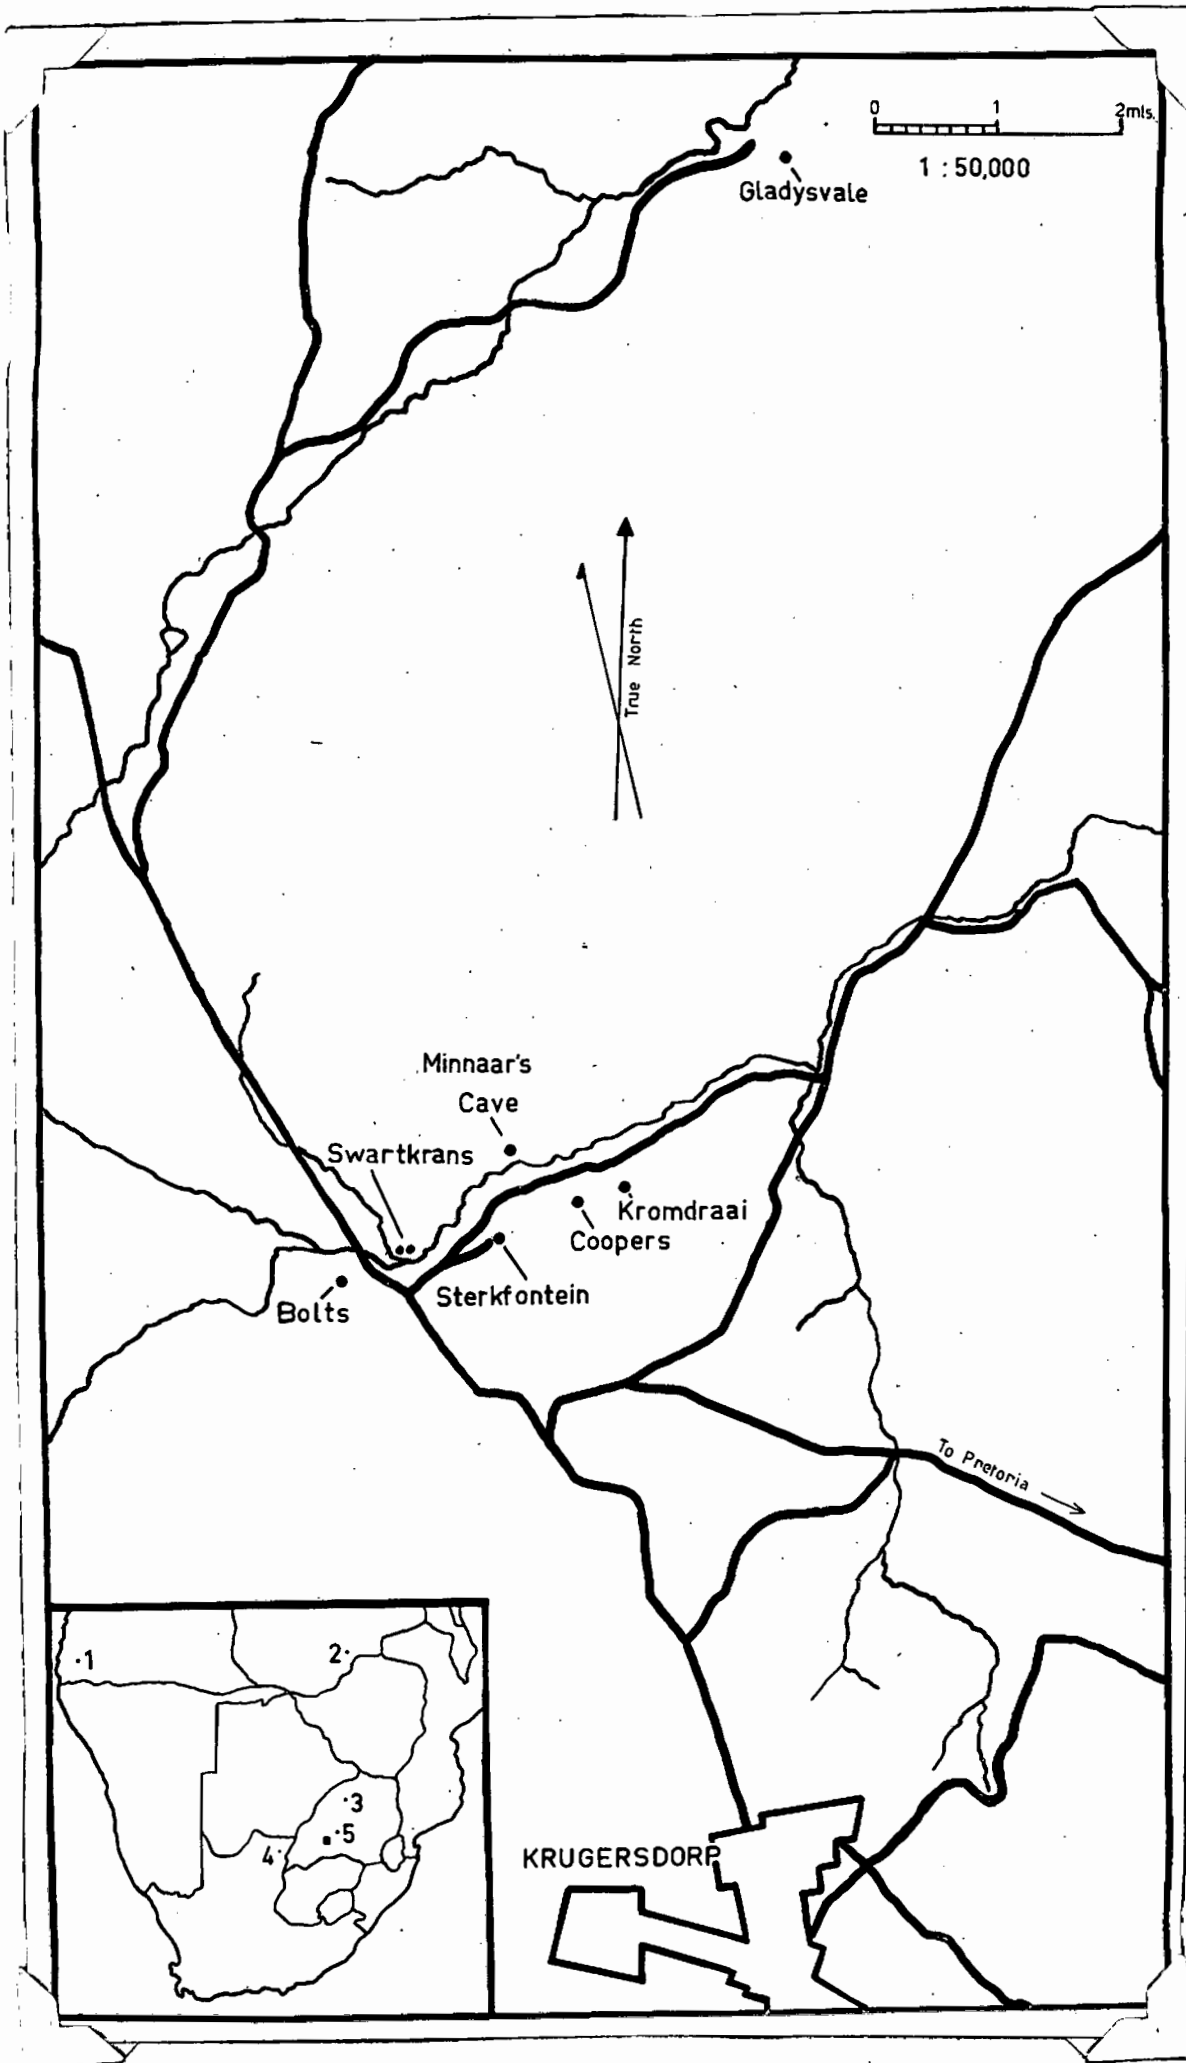 0 1 2mls.
1 : 50,000
Gladysvale
True North
Minnaar's
Cave
Swartkrans
Kromdraai
Coopers
Sterkfontein
Bolts
To Pretoria
1
2
3
5
4
KRUGERSDORP